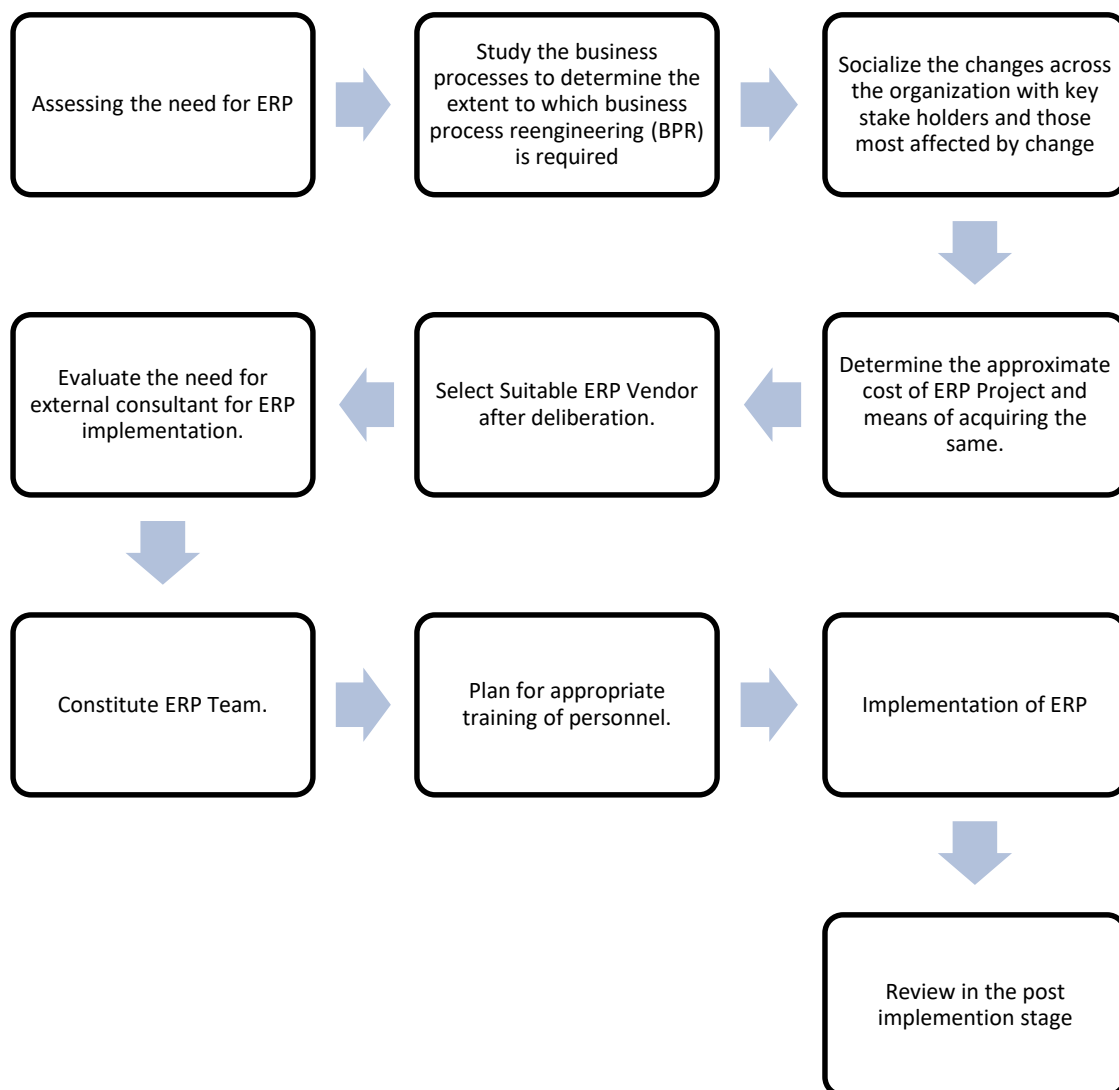 Assessing the need for ERP
Study the business
processes to determine the
extent to which business
process reengineering (BPR)
is required
Socialize the changes across
the organization with key
stake holders and those
most affected by change
Determine the approximate
cost of ERP Project and
means of acquiring the
same.
Select Suitable ERP Vendor
after deliberation.
Evaluate the need for
external consultant for ERP
implementation.
Constitute ERP Team.
Plan for appropriate
training of personnel.
Implementation of ERP
Review in the post
implemention stage